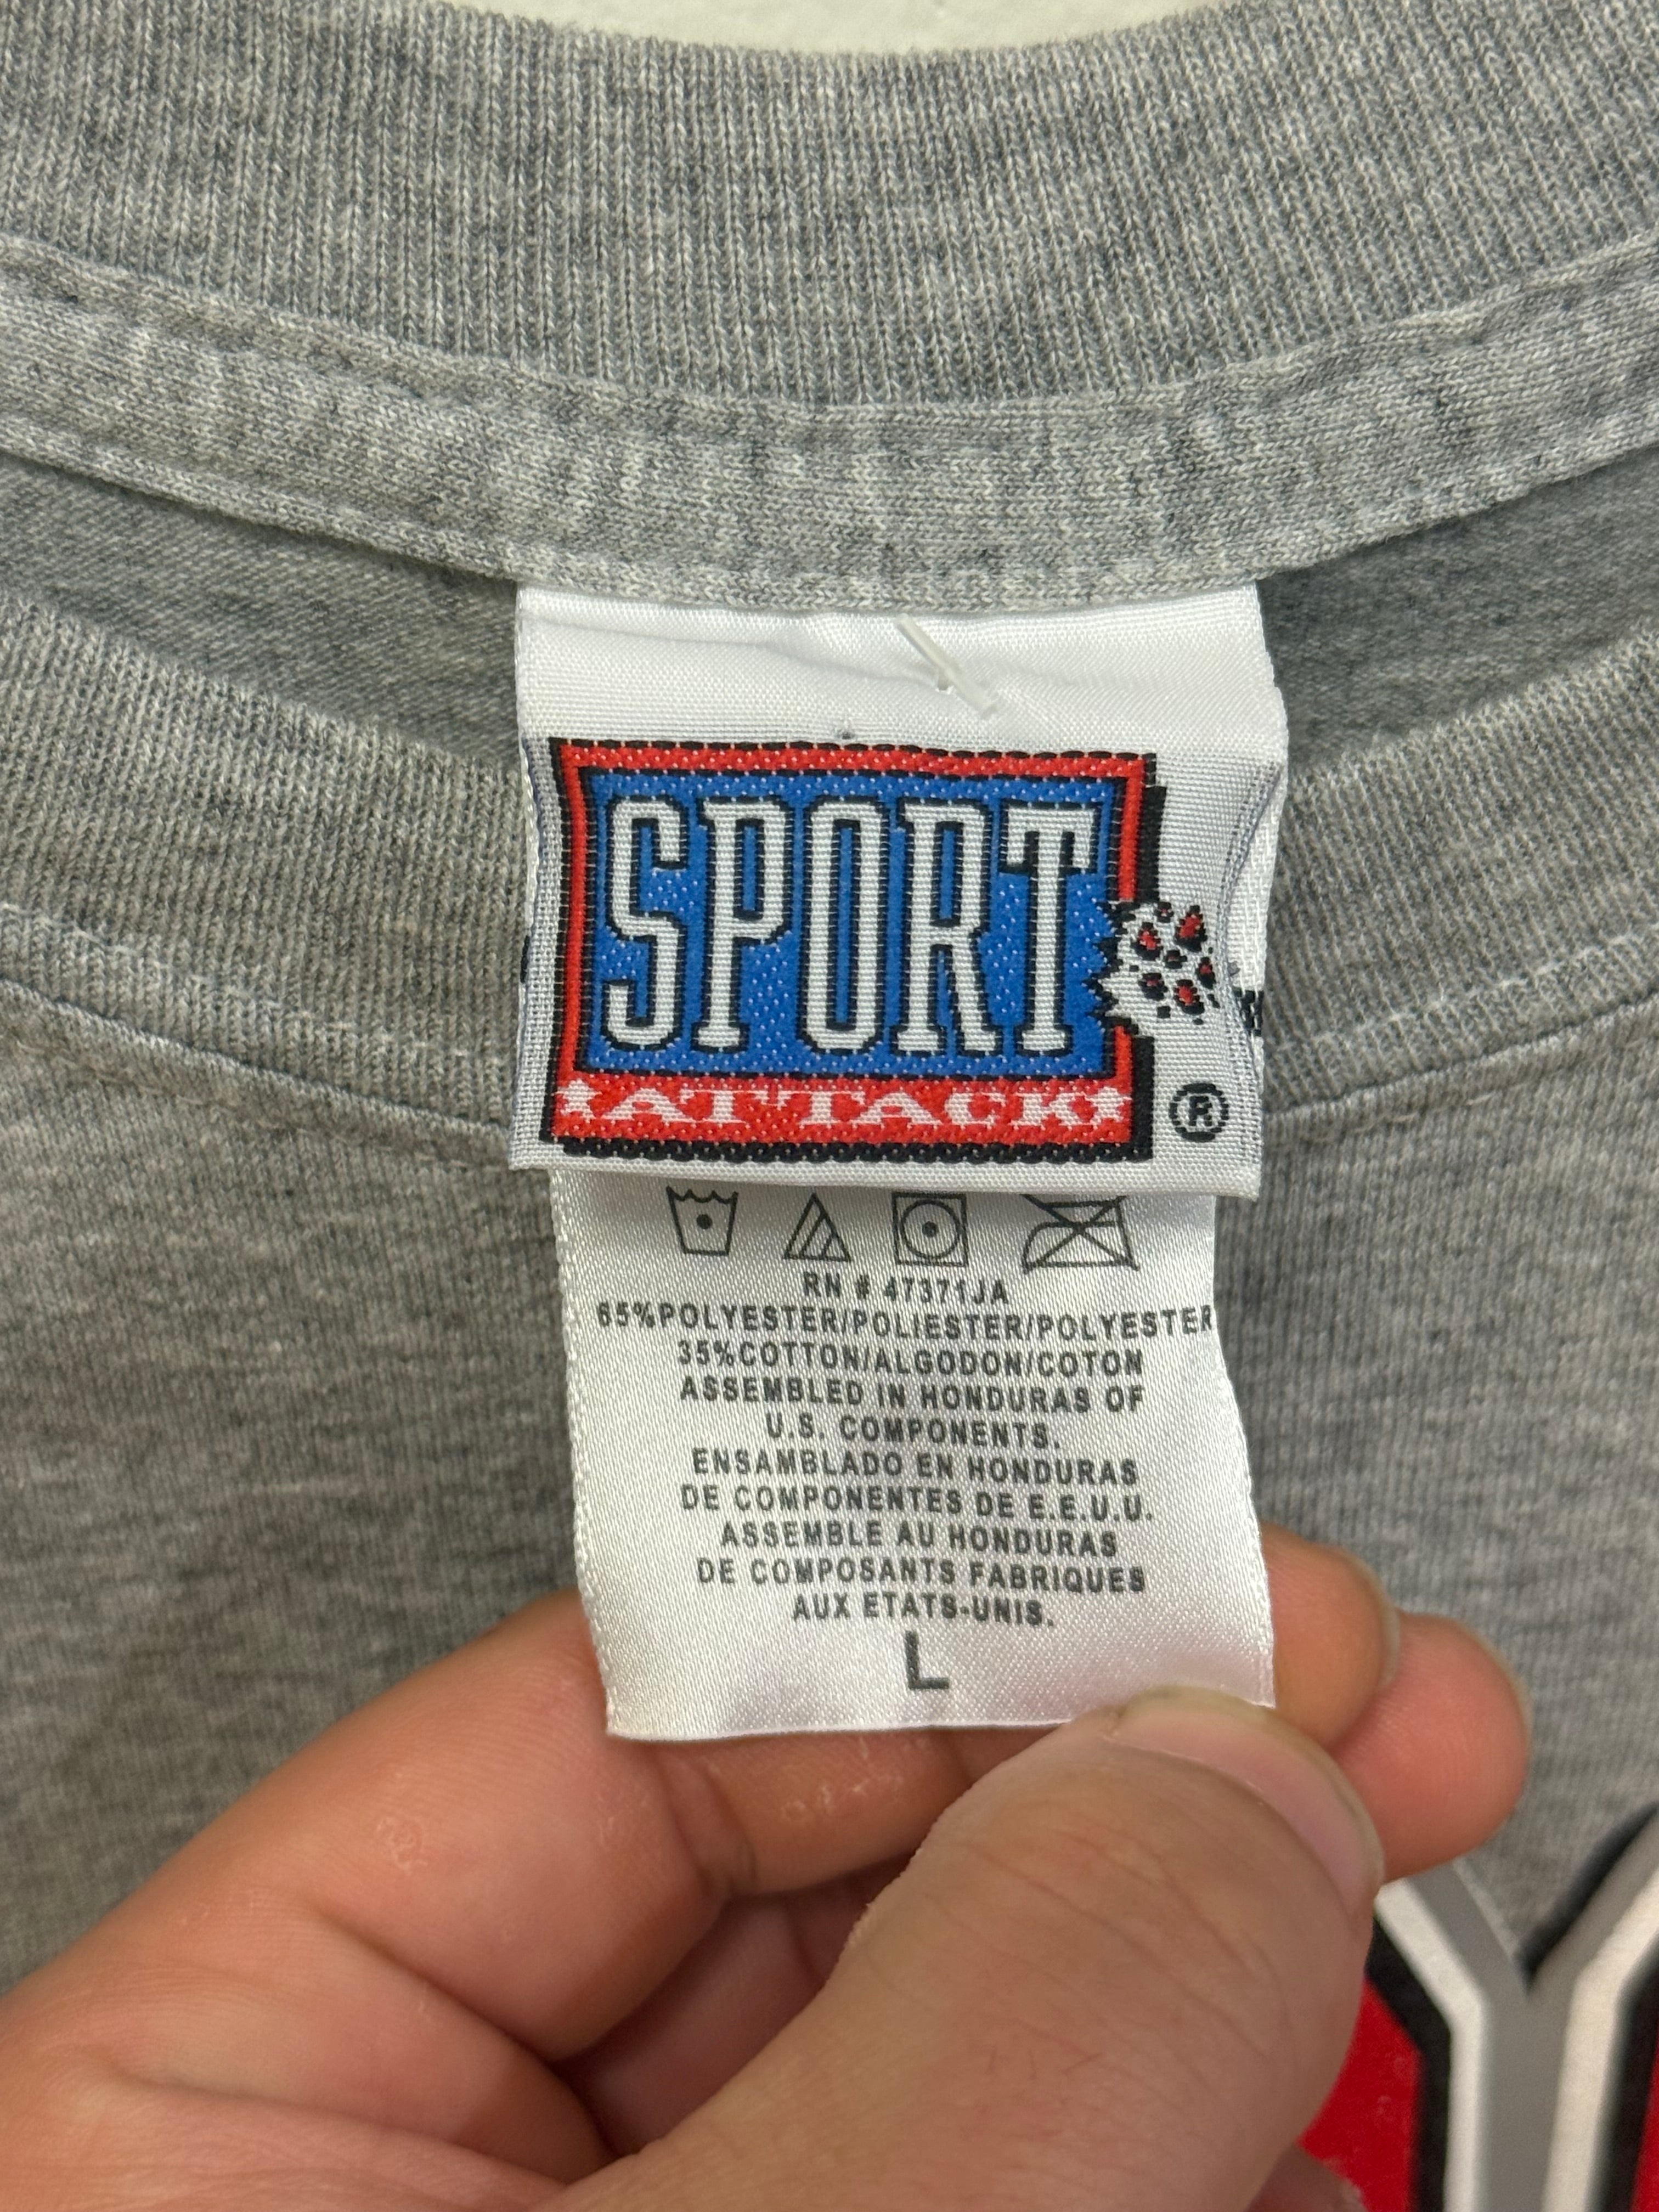 SPORT
ATTACK
®
RN # 47371JA
65%POLYESTER/POLIESTER/POLYESTER
35%COTTON/ALGODON/COTON
ASSEMBLED IN HONDURAS OF
U.S. COMPONENTS.
ENSAMBLADO EN HONDURAS
DE COMPONENTES DE E.E.U.U.
ASSEMBLE AU HONDURAS
DE COMPOSANTS FABRIQUES
AUX ETATS-UNIS.
L